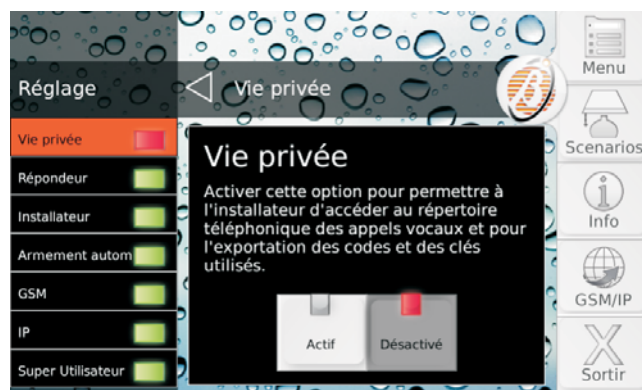 Réglage
Vie privée
Vie privée
Répondeur
Installateur
Armement autom
GSM
IP
Super Utilisateur
Vie privée
Activer cette option pour permettre à
l'installateur d'accéder au répertoire
téléphonique des appels vocaux et pour
l'exportation des codes et des clés
utilisés.
Actif
Désactivé
Menu
Scenarios
Info
GSM/IP
Sortir